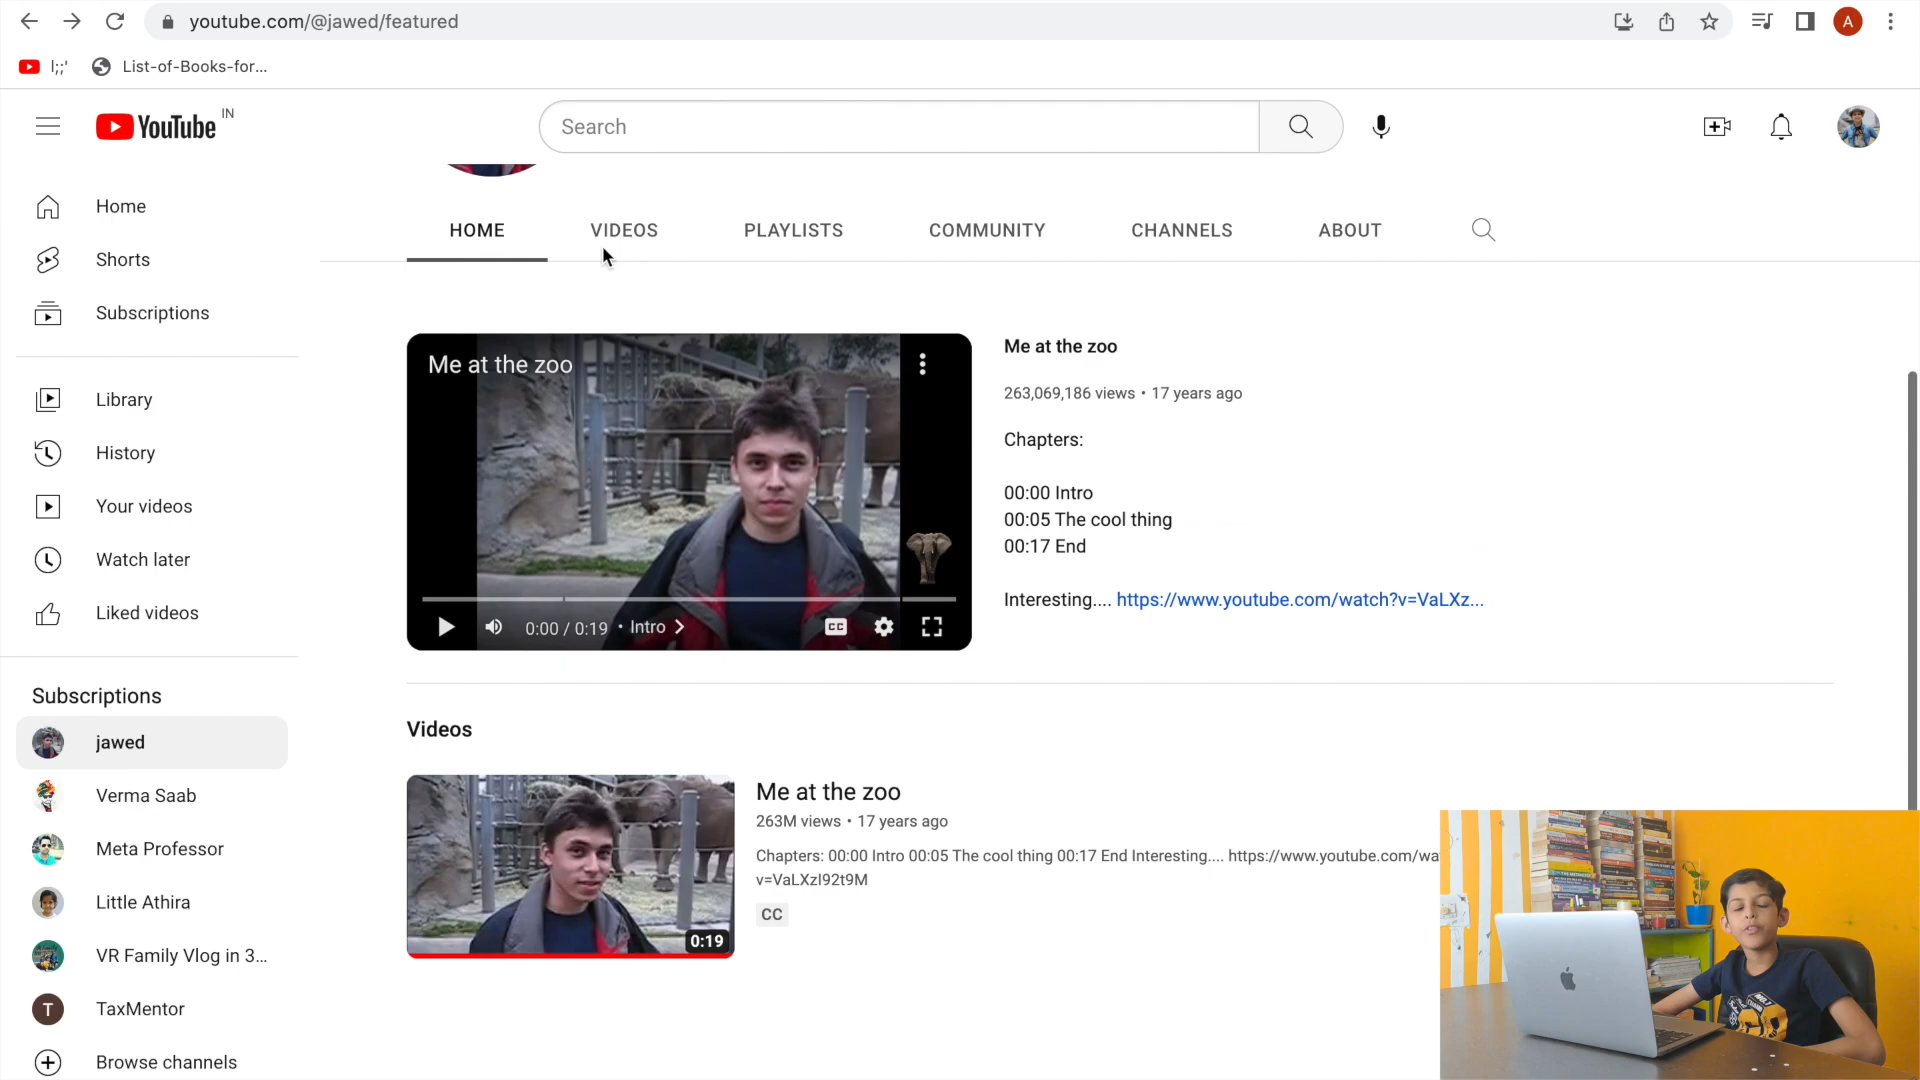 youtube.com/@jawed/featured
A
l;;'
List-of-Books-for...
YouTube IN
Search
Home
Shorts
Subscriptions
Library
History
Your videos
Watch later
Liked videos
Subscriptions
jawed
Verma Saab
Meta Professor
Little Athira
VR Family Vlog in 3...
T TaxMentor
Browse channels
HOME VIDEOS PLAYLISTS COMMUNITY CHANNELS ABOUT
Me at the zoo
0:00 / 0:19 • Intro
CC
Me at the zoo
263,069,186 views • 17 years ago
Chapters:
00:00 Intro
00:05 The cool thing
00:17 End
Interesting.... https://www.youtube.com/watch?v=VaLXz...
Videos
0:19
Me at the zoo
263M views • 17 years ago
Chapters: 00:00 Intro 00:05 The cool thing 00:17 End Interesting.... https://www.youtube.com/wa
v=VaLXzI92t9M
CC